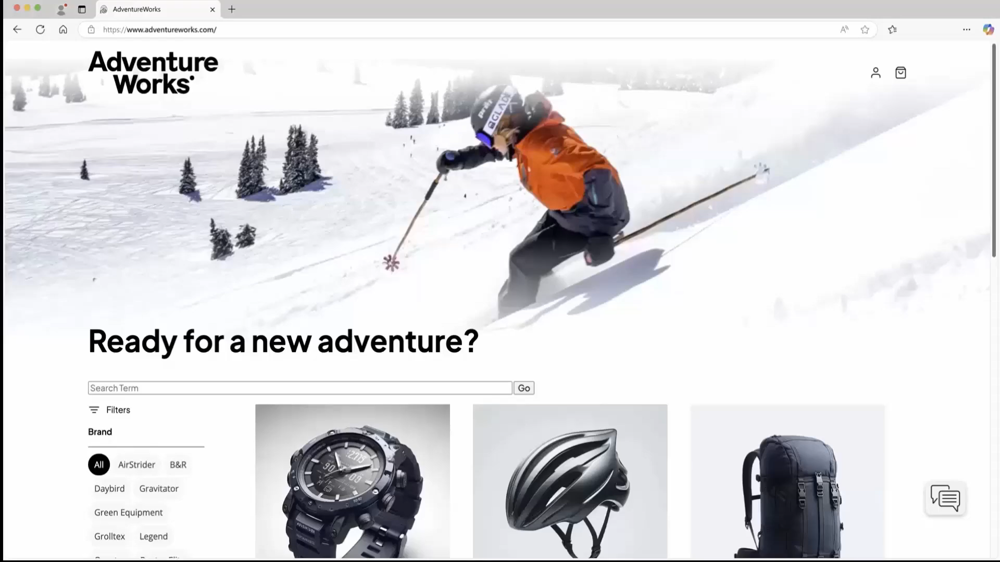 AdventureWorks
https://www.adventureworks.com/
Adventure
Works
GLADE
Ready for a new adventure?
Search Term
Go
Filters
Brand
All
AirStrider
B&R
Daybird
Gravitator
Green Equipment
Grolltex
Legend